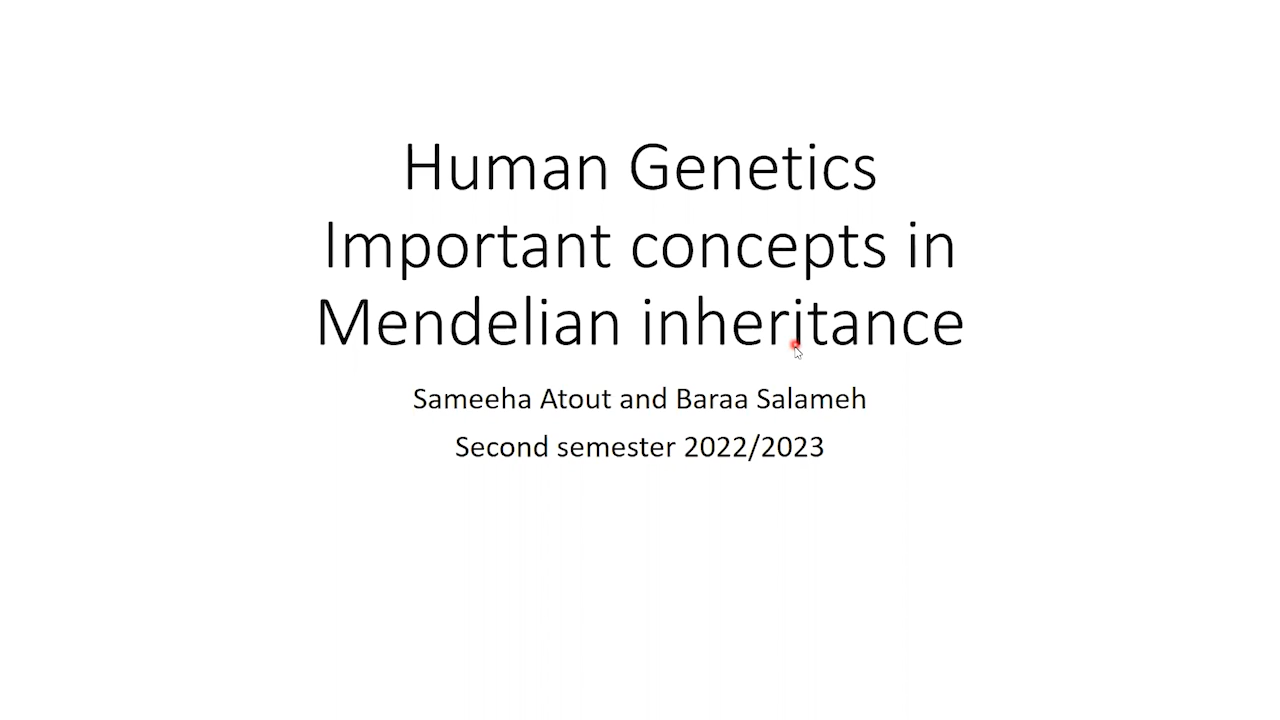 Human Genetics
Important concepts in
Mendelian inheritance
Sameeha Atout and Baraa Salameh
Second semester 2022/2023